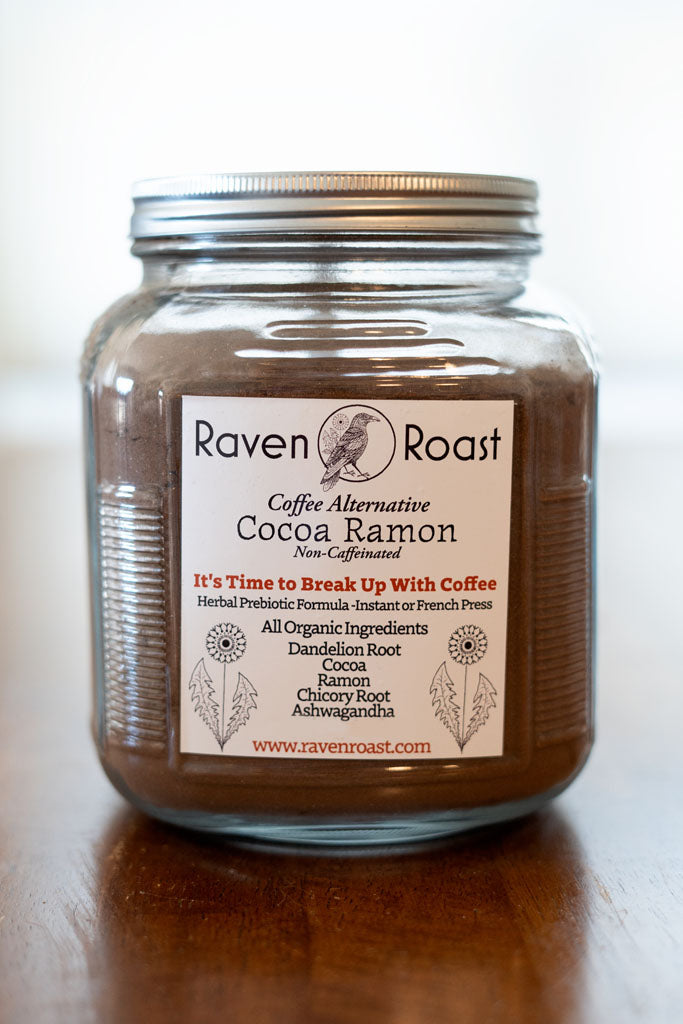 Raven Roast
Coffee Alternative
Cocoa Ramon
Non-Caffeinated
It's Time to Break Up With Coffee
Herbal Prebiotic Formula -Instant or French Press
All Organic Ingredients
Dandelion Root
Cocoa
Ramon
Chicory Root
Ashwagandha
www.ravenroast.com